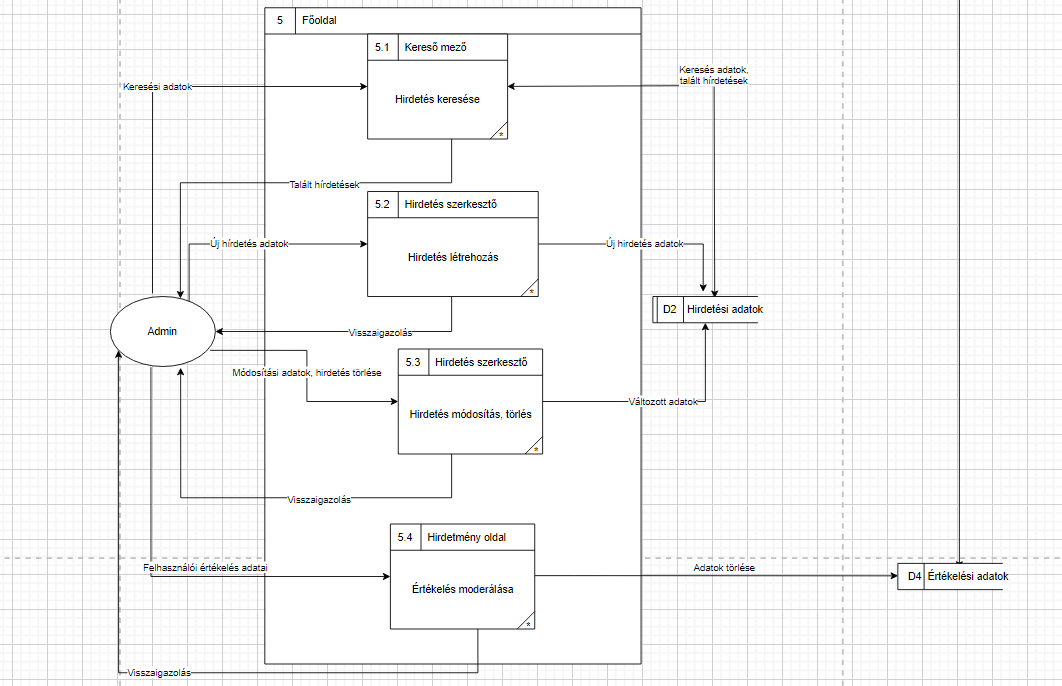 5 Főoldal
5.1 Kereső mező
Keresési adatok
Hirdetés keresése
*
Keresés adatok,
talált hírdetések
Talált hírdetések
5.2 Hirdetés szerkesztő
Új hírdetés adatok
Hirdetés létrehozás
*
Új hirdetés adatok
D2 Hirdetési adatok
Admin
Visszaigazolás
5.3 Hirdetés szerkesztő
Módosítási adatok, hirdetés törlése
Hirdetés módosítás, törlés
*
Változott adatok
Visszaigazolás
5.4 Hirdetmény oldal
Felhasználói értékelés adatai
Értékelés moderálása
*
Adatok törlése
D4 Értékelési adatok
Visszaigazolás